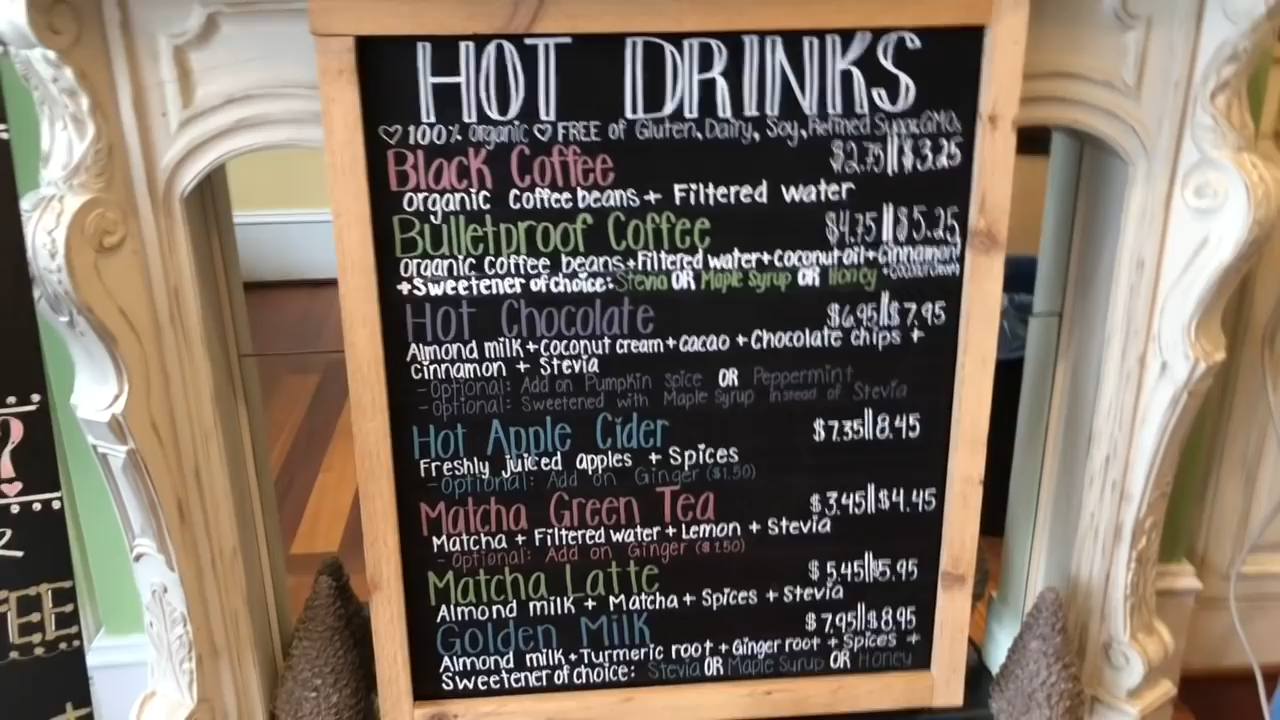 HOT DRINKS
♡ 100% organic ♡ FREE of Gluten, Dairy, Soy, Refined Sugar, GMO
Black Coffee $2.75 || $3.25
organic coffee beans + Filtered water
Bulletproof Coffee $4.75 || $5.25
organic coffee beans + Filtered water + coconut oil + Cinnamon
+ Sweetener of choice: Stevia OR Maple Syrup OR Honey
Hot Chocolate $6.95 || $7.95
Almond milk + coconut cream + cacao + Chocolate chips +
cinnamon + Stevia
- Optional: Add on Pumpkin spice OR Peppermint
- Optional: Sweetened with Maple Syrup instead of Stevia
Hot Apple Cider $7.35 || 8.45
Freshly juiced apples + Spices
- Optional: Add on Ginger ($1.50)
Matcha Green Tea $3.45 || $4.45
Matcha + Filtered water + Lemon + Stevia
- Optional: Add on Ginger ($1.50)
Matcha Latte $5.45 || $5.95
Almond milk + Matcha + Spices + Stevia
Golden Milk $7.95 || $8.95
Almond milk + Turmeric root + Ginger root + Spices +
Sweetener of choice: Stevia OR Maple Syrup OR Honey